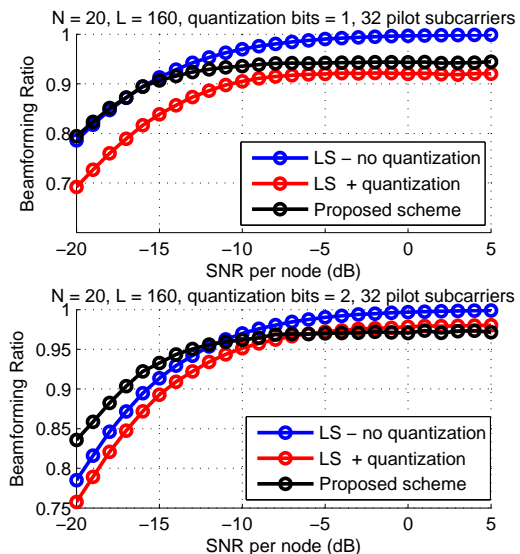 N = 20, L = 160, quantization bits = 1, 32 pilot subcarriers
Beamforming Ratio
1
0.9
0.8
0.7
LS − no quantization
LS + quantization
Proposed scheme
−20 −15 −10 −5 0 5
SNR per node (dB)
N = 20, L = 160, quantization bits = 2, 32 pilot subcarriers
Beamforming Ratio
1
0.95
0.9
0.85
0.8
0.75
LS − no quantization
LS + quantization
Proposed scheme
−20 −15 −10 −5 0 5
SNR per node (dB)